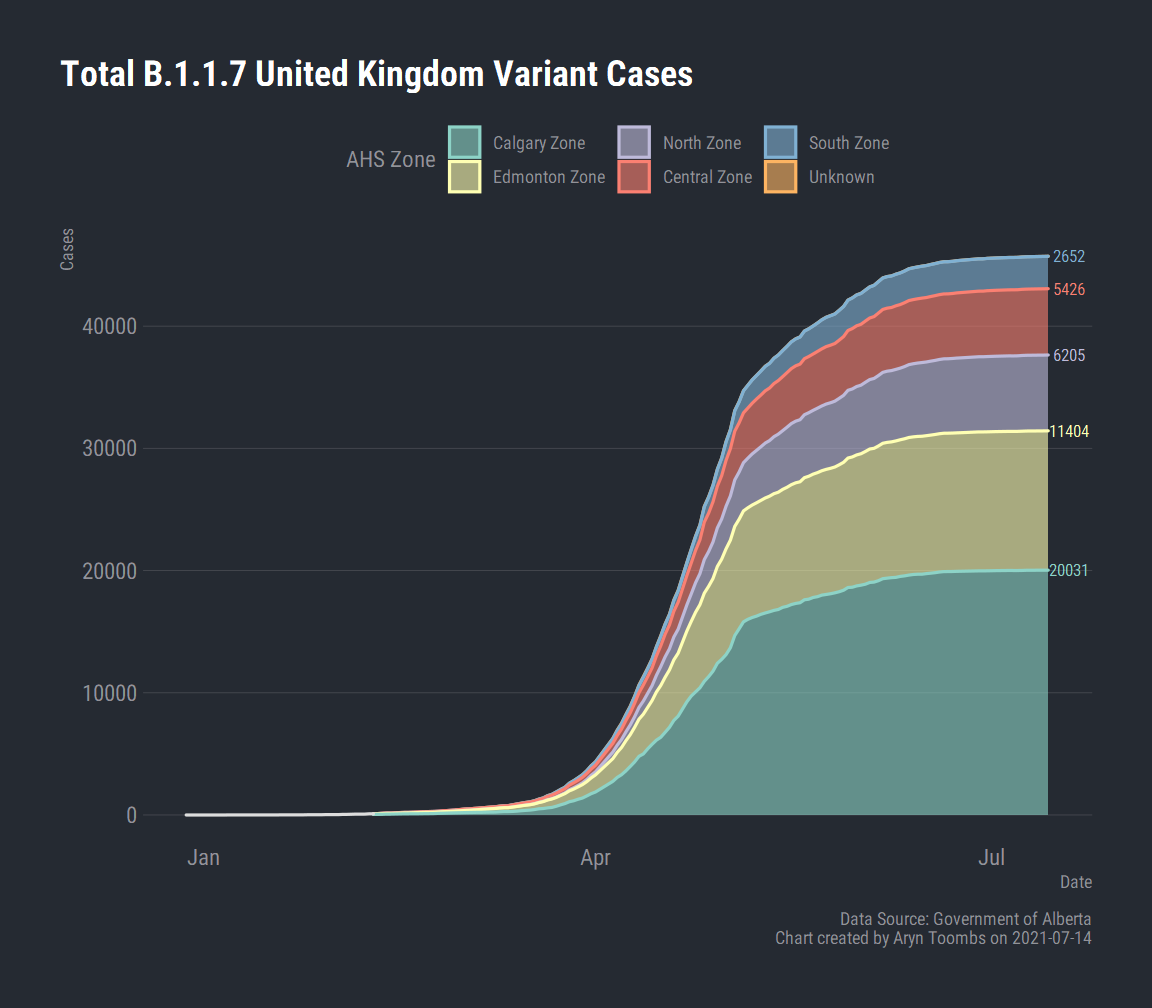 Total B.1.1.7 United Kingdom Variant Cases
AHS Zone
Calgary Zone North Zone South Zone
Edmonton Zone Central Zone Unknown
Cases
2652
5426
40000
6205
11404
30000
20000
20031
10000
0
Jan Apr Jul
Date
Data Source: Government of Alberta
Chart created by Aryn Toombs on 2021-07-14